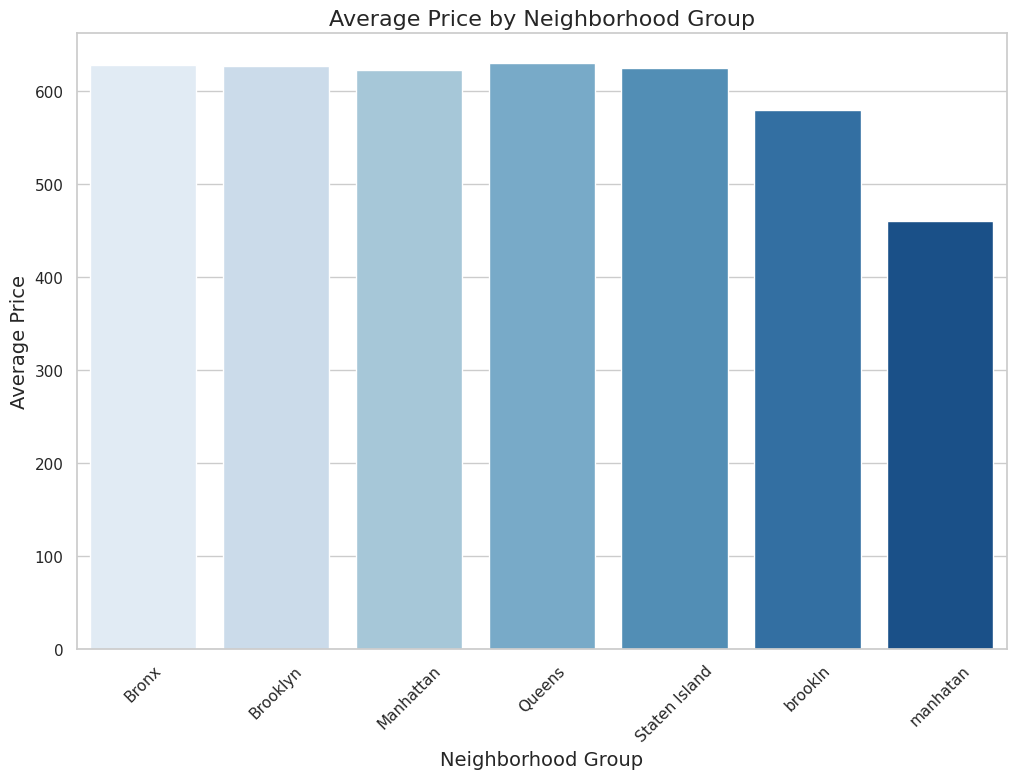 Average Price by Neighborhood Group
Average Price
600
500
400
300
200
100
0
Bronx
Brooklyn
Manhattan
Queens
Staten Island
brookln
manhatan
Neighborhood Group